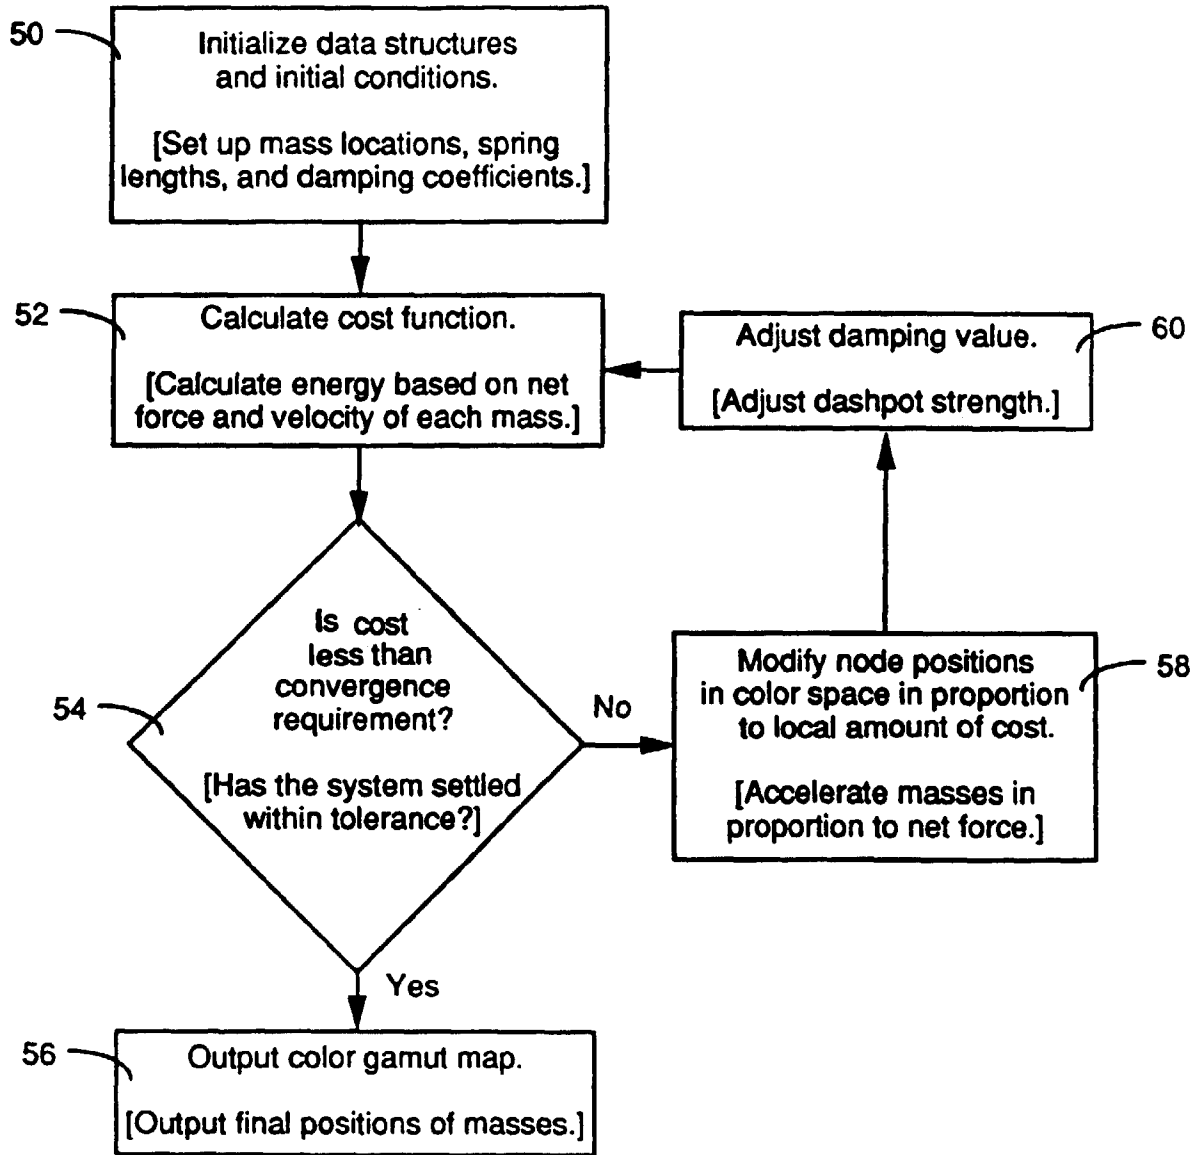 50
Initialize data structures
and initial conditions.
[Set up mass locations, spring
lengths, and damping coefficients.]
52
Calculate cost function.
[Calculate energy based on net
force and velocity of each mass.]
Adjust damping value.
[Adjust dashpot strength.]
60
54
Is cost
less than
convergence
requirement?
[Has the system settled
within tolerance?]
No
Modify node positions
in color space in proportion
to local amount of cost.
[Accelerate masses in
proportion to net force.]
58
Yes
56
Output color gamut map.
[Output final positions of masses.]